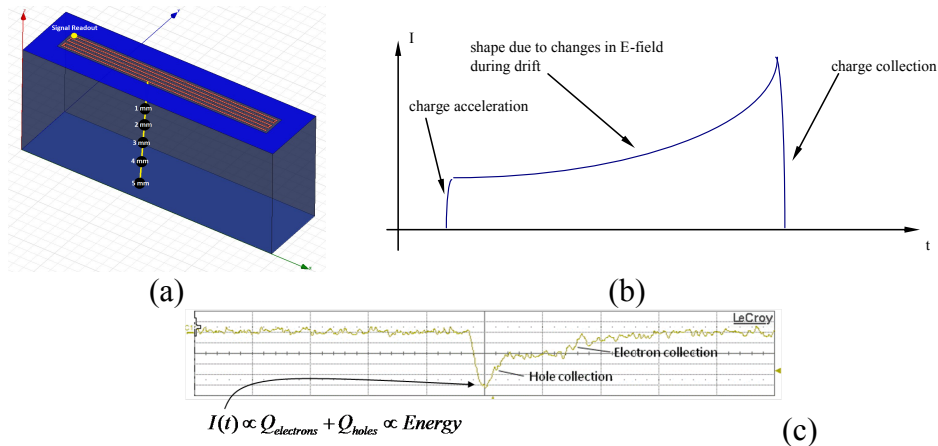 Signal Readout
1 mm
2 mm
3 mm
4 mm
5 mm
(a)
I
shape due to changes in E-field
during drift
charge collection
charge acceleration
t
(b)
LeCroy
Electron collection
Hole collection
I(t) ∝ Q_electrons + Q_holes ∝ Energy
(c)